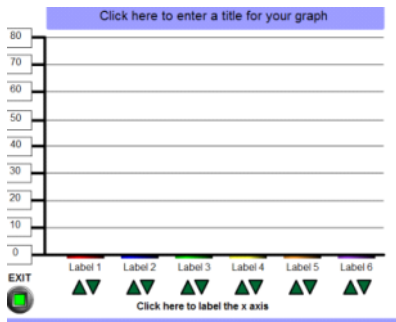 Click here to enter a title for your graph
80
70
60
50
40
30
20
10
0
Label 1 Label 2 Label 3 Label 4 Label 5 Label 6
EXIT
Click here to label the x axis